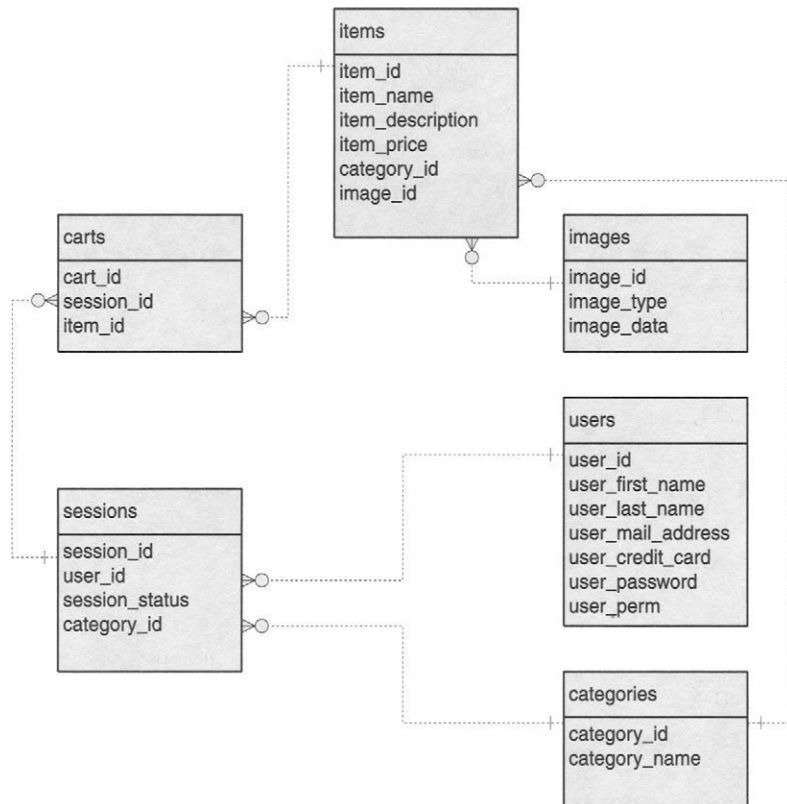 items
item_id
item_name
item_description
item_price
category_id
image_id
carts
cart_id
session_id
item_id
images
image_id
image_type
image_data
users
user_id
user_first_name
user_last_name
user_mail_address
user_credit_card
user_password
user_perm
sessions
session_id
user_id
session_status
category_id
categories
category_id
category_name